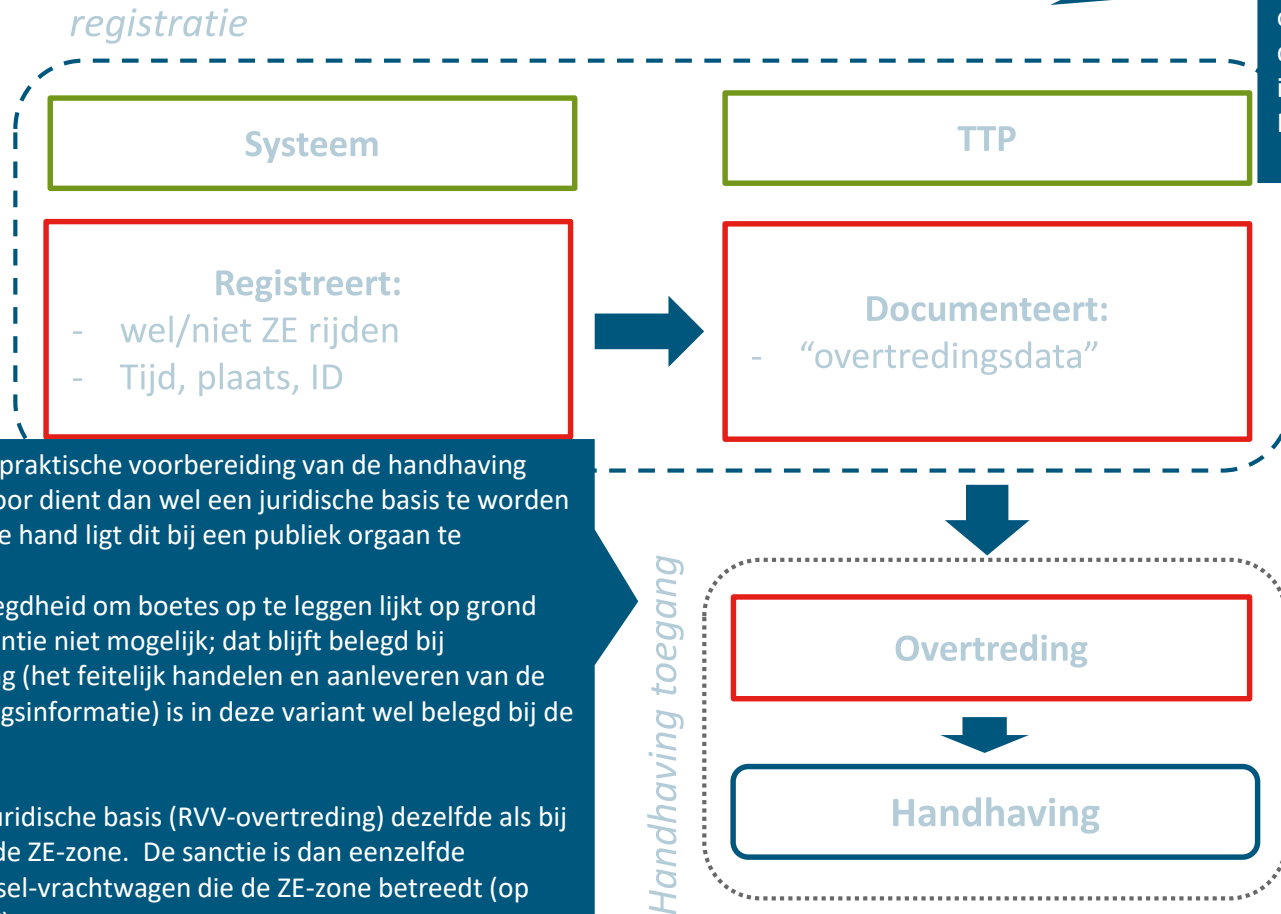 registratie
Systeem
TTP
Registreert:
- wel/niet ZE rijden
- Tijd, plaats, ID
Documenteert:
- “overtredingsdata”
praktische voorbereiding van de handhaving
oor dient dan wel een juridische basis te worden
e hand ligt dit bij een publiek orgaan te
egdheid om boetes op te leggen lijkt op grond
ntie niet mogelijk; dat blijft belegd bij
g (het feitelijk handelen en aanleveren van de
gsinformatie) is in deze variant wel belegd bij de
uridische basis (RVV-overtreding) dezelfde als bij
de ZE-zone. De sanctie is dan eenzelfde
sel-vrachtwagen die de ZE-zone betreedt (op
Handhaving toegang
Overtreding
Handhaving